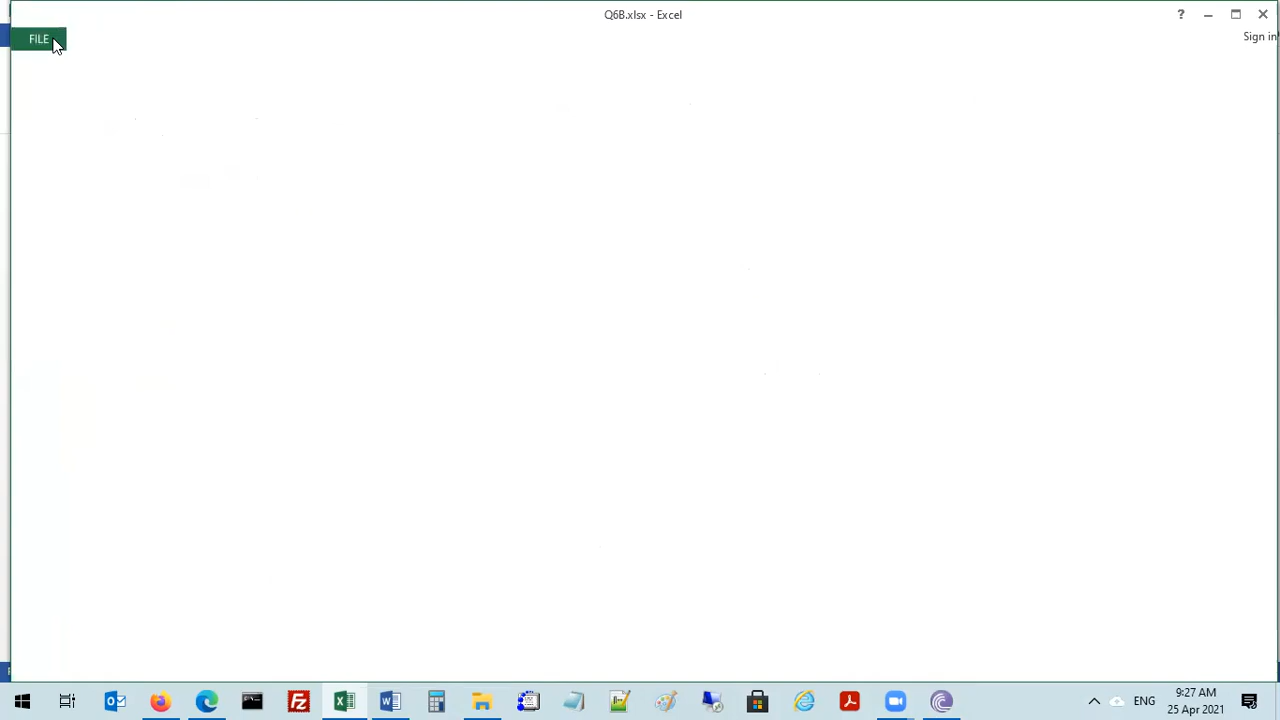 Q6B.xlsx - Excel
?
FILE
Sign in
ENG
9:27 AM
25 Apr 2021